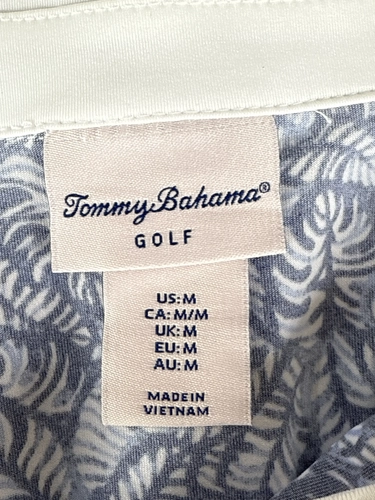 Tommy Bahama®
GOLF
US: M
CA: M/M
UK: M
EU: M
AU: M
MADE IN
VIETNAM